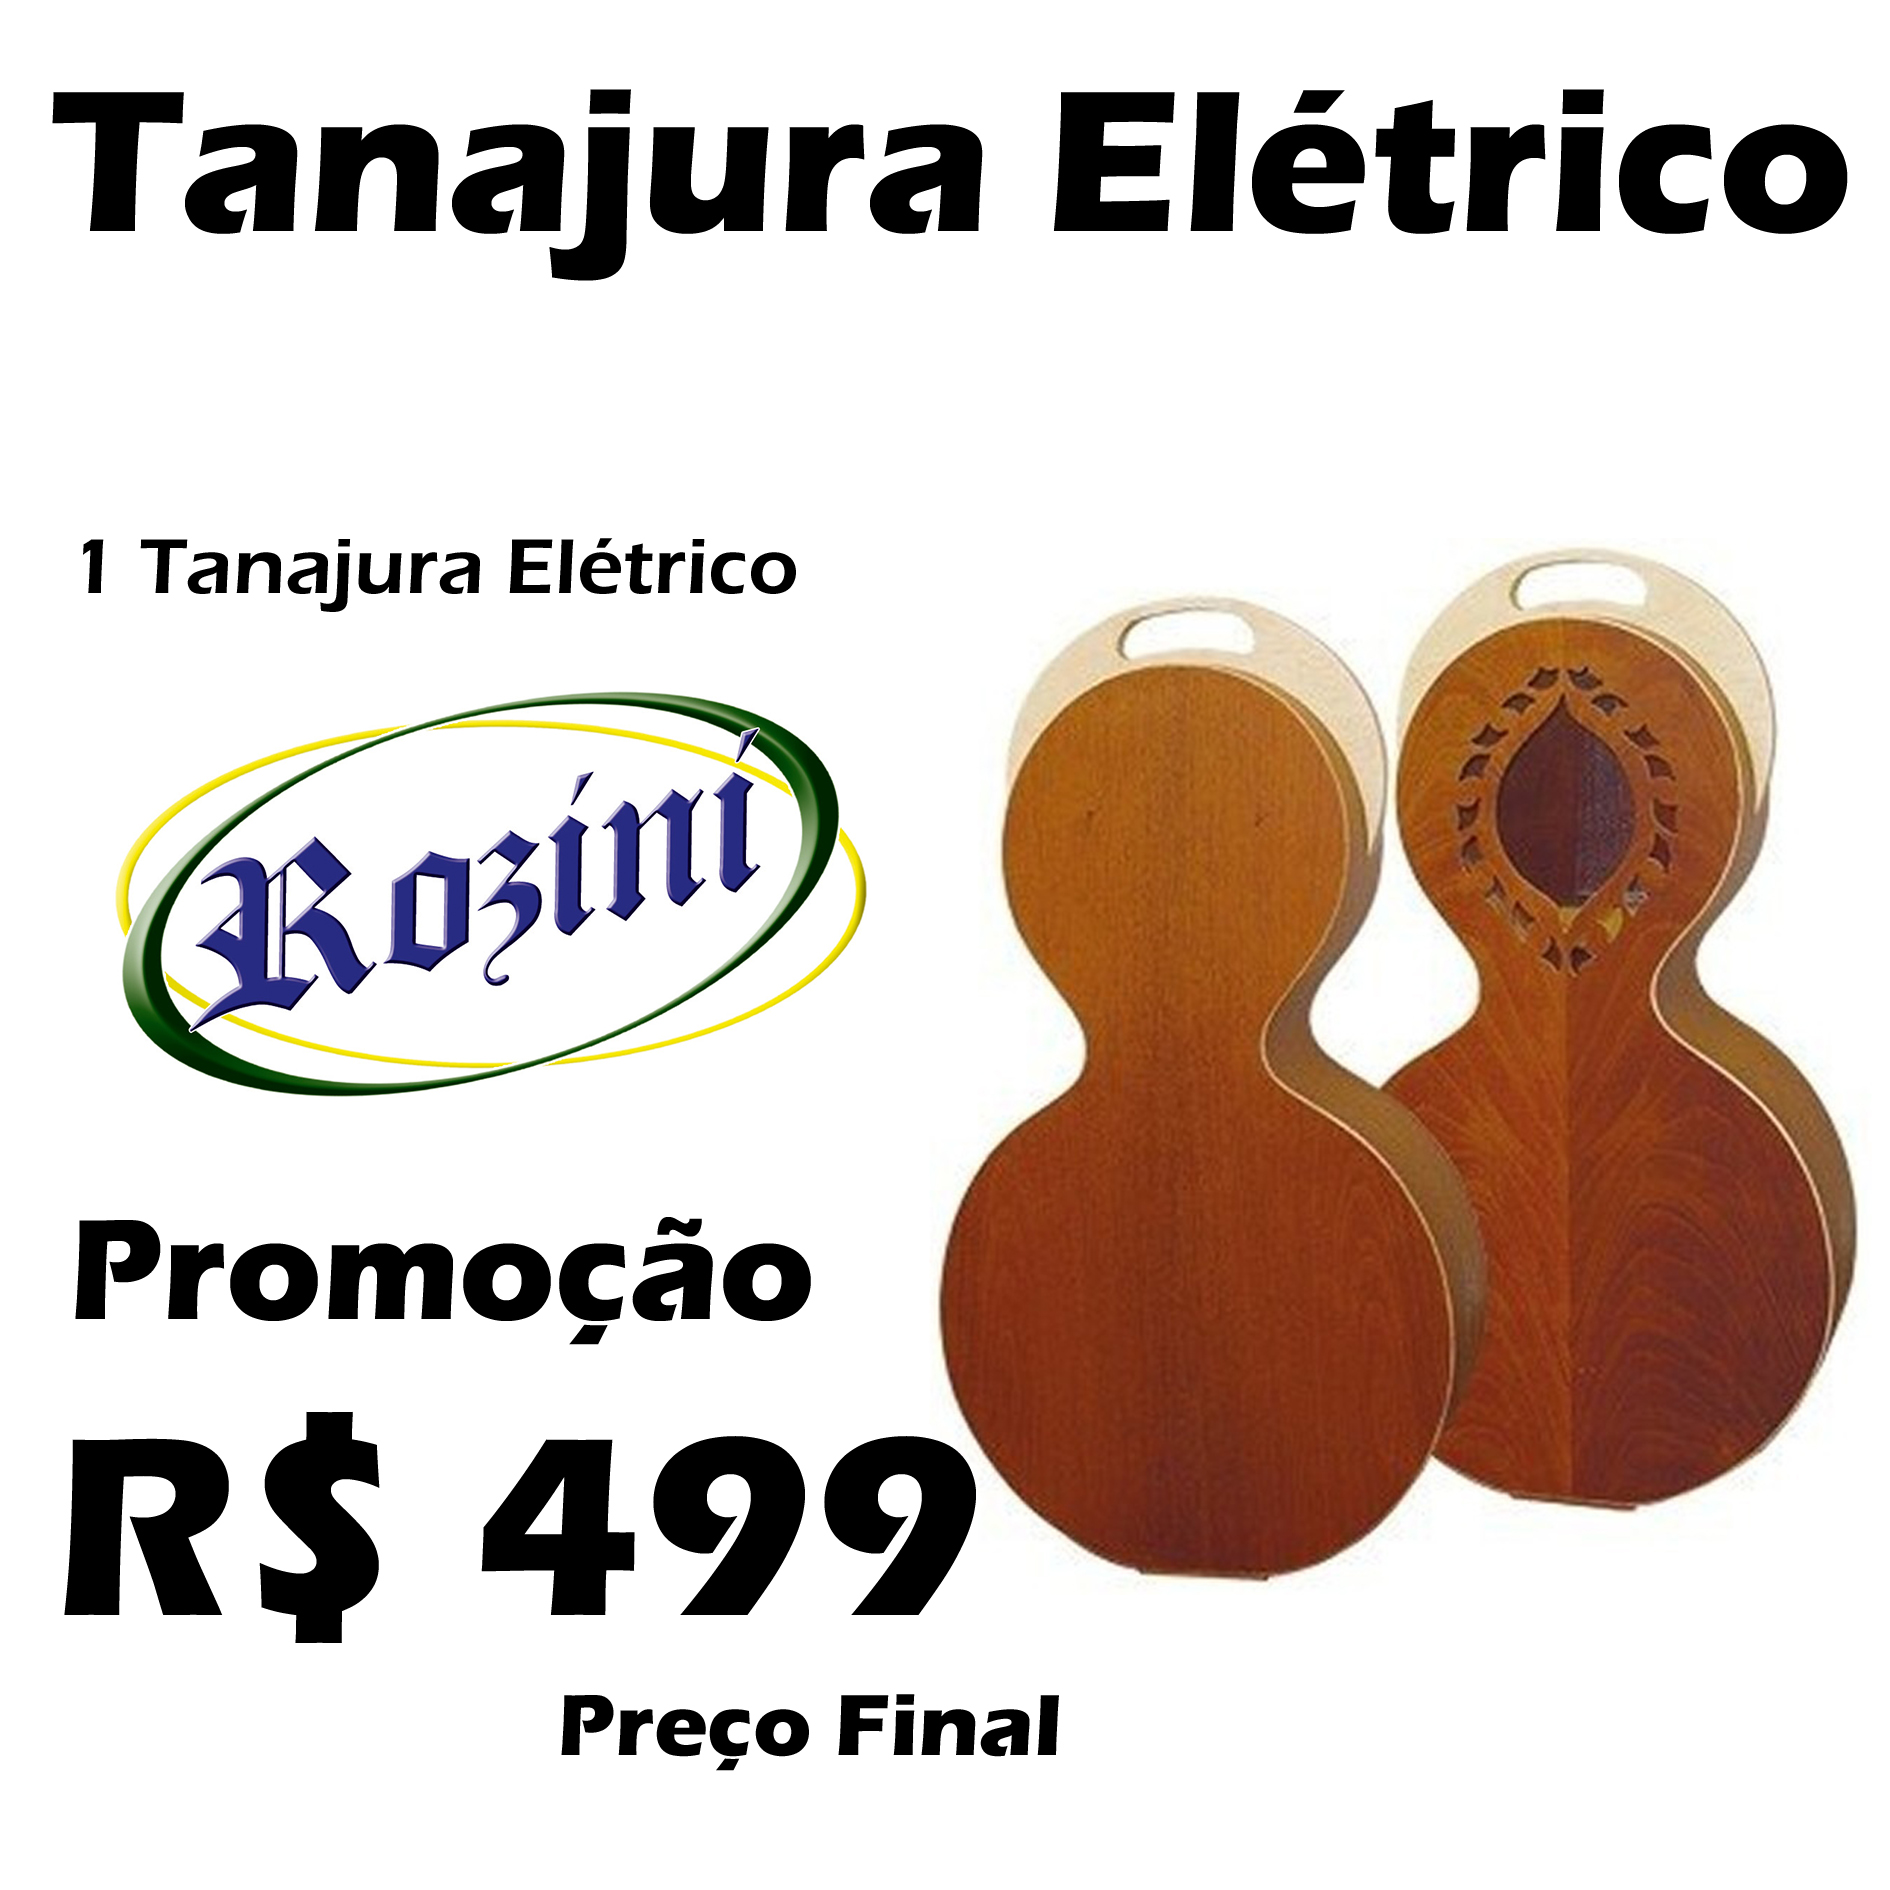 Tanajura Elétrico
1 Tanajura Elétrico
Rozini
Promoção
R$ 499
Preço Final